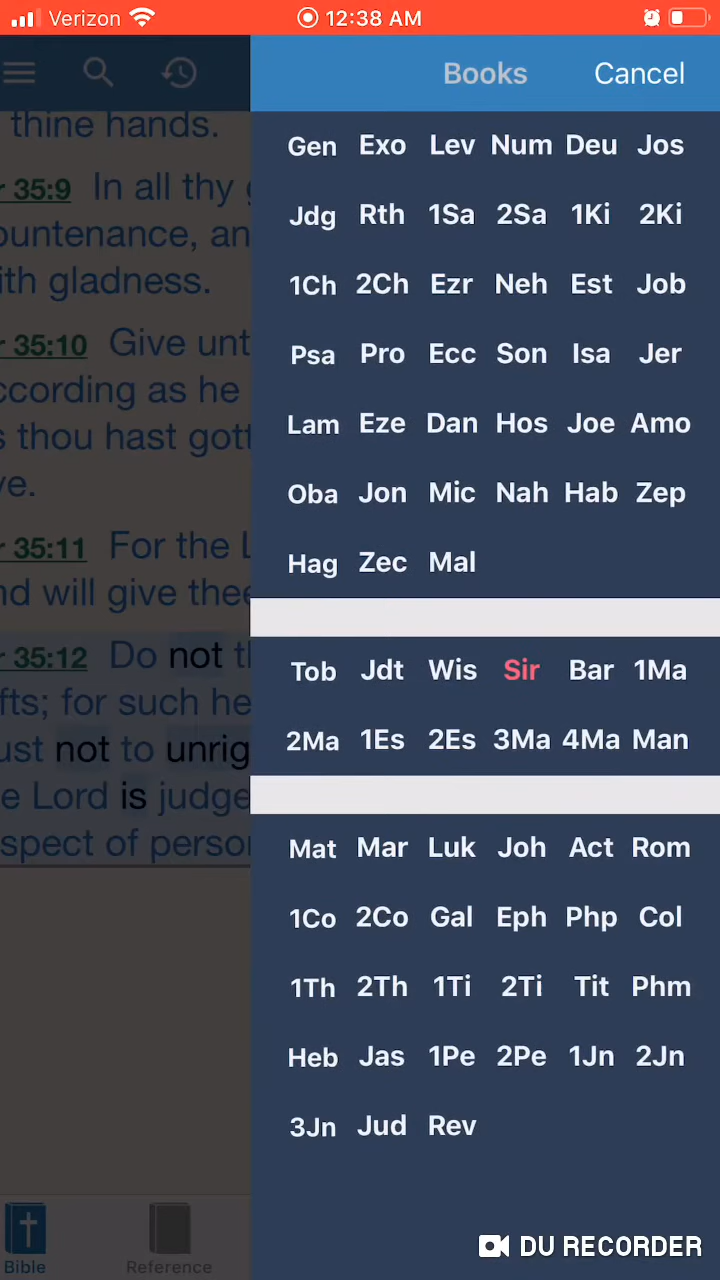 Verizon 12:38 AM
Books Cancel
thine hands.
35:9 In all thy
ountenance, an
ith gladness.
35:10 Give unt
ccording as he
s thou hast gott
ve.
35:11 For the L
nd will give thee
35:12 Do not th
fts; for such he
ust not to unrig
e Lord is judge
spect of perso
Gen Exo Lev Num Deu Jos
Jdg Rth 1Sa 2Sa 1Ki 2Ki
1Ch 2Ch Ezr Neh Est Job
Psa Pro Ecc Son Isa Jer
Lam Eze Dan Hos Joe Amo
Oba Jon Mic Nah Hab Zep
Hag Zec Mal
Tob Jdt Wis Sir Bar 1Ma
2Ma 1Es 2Es 3Ma 4Ma Man
Mat Mar Luk Joh Act Rom
1Co 2Co Gal Eph Php Col
1Th 2Th 1Ti 2Ti Tit Phm
Heb Jas 1Pe 2Pe 1Jn 2Jn
3Jn Jud Rev
Bible Reference
DU RECORDER